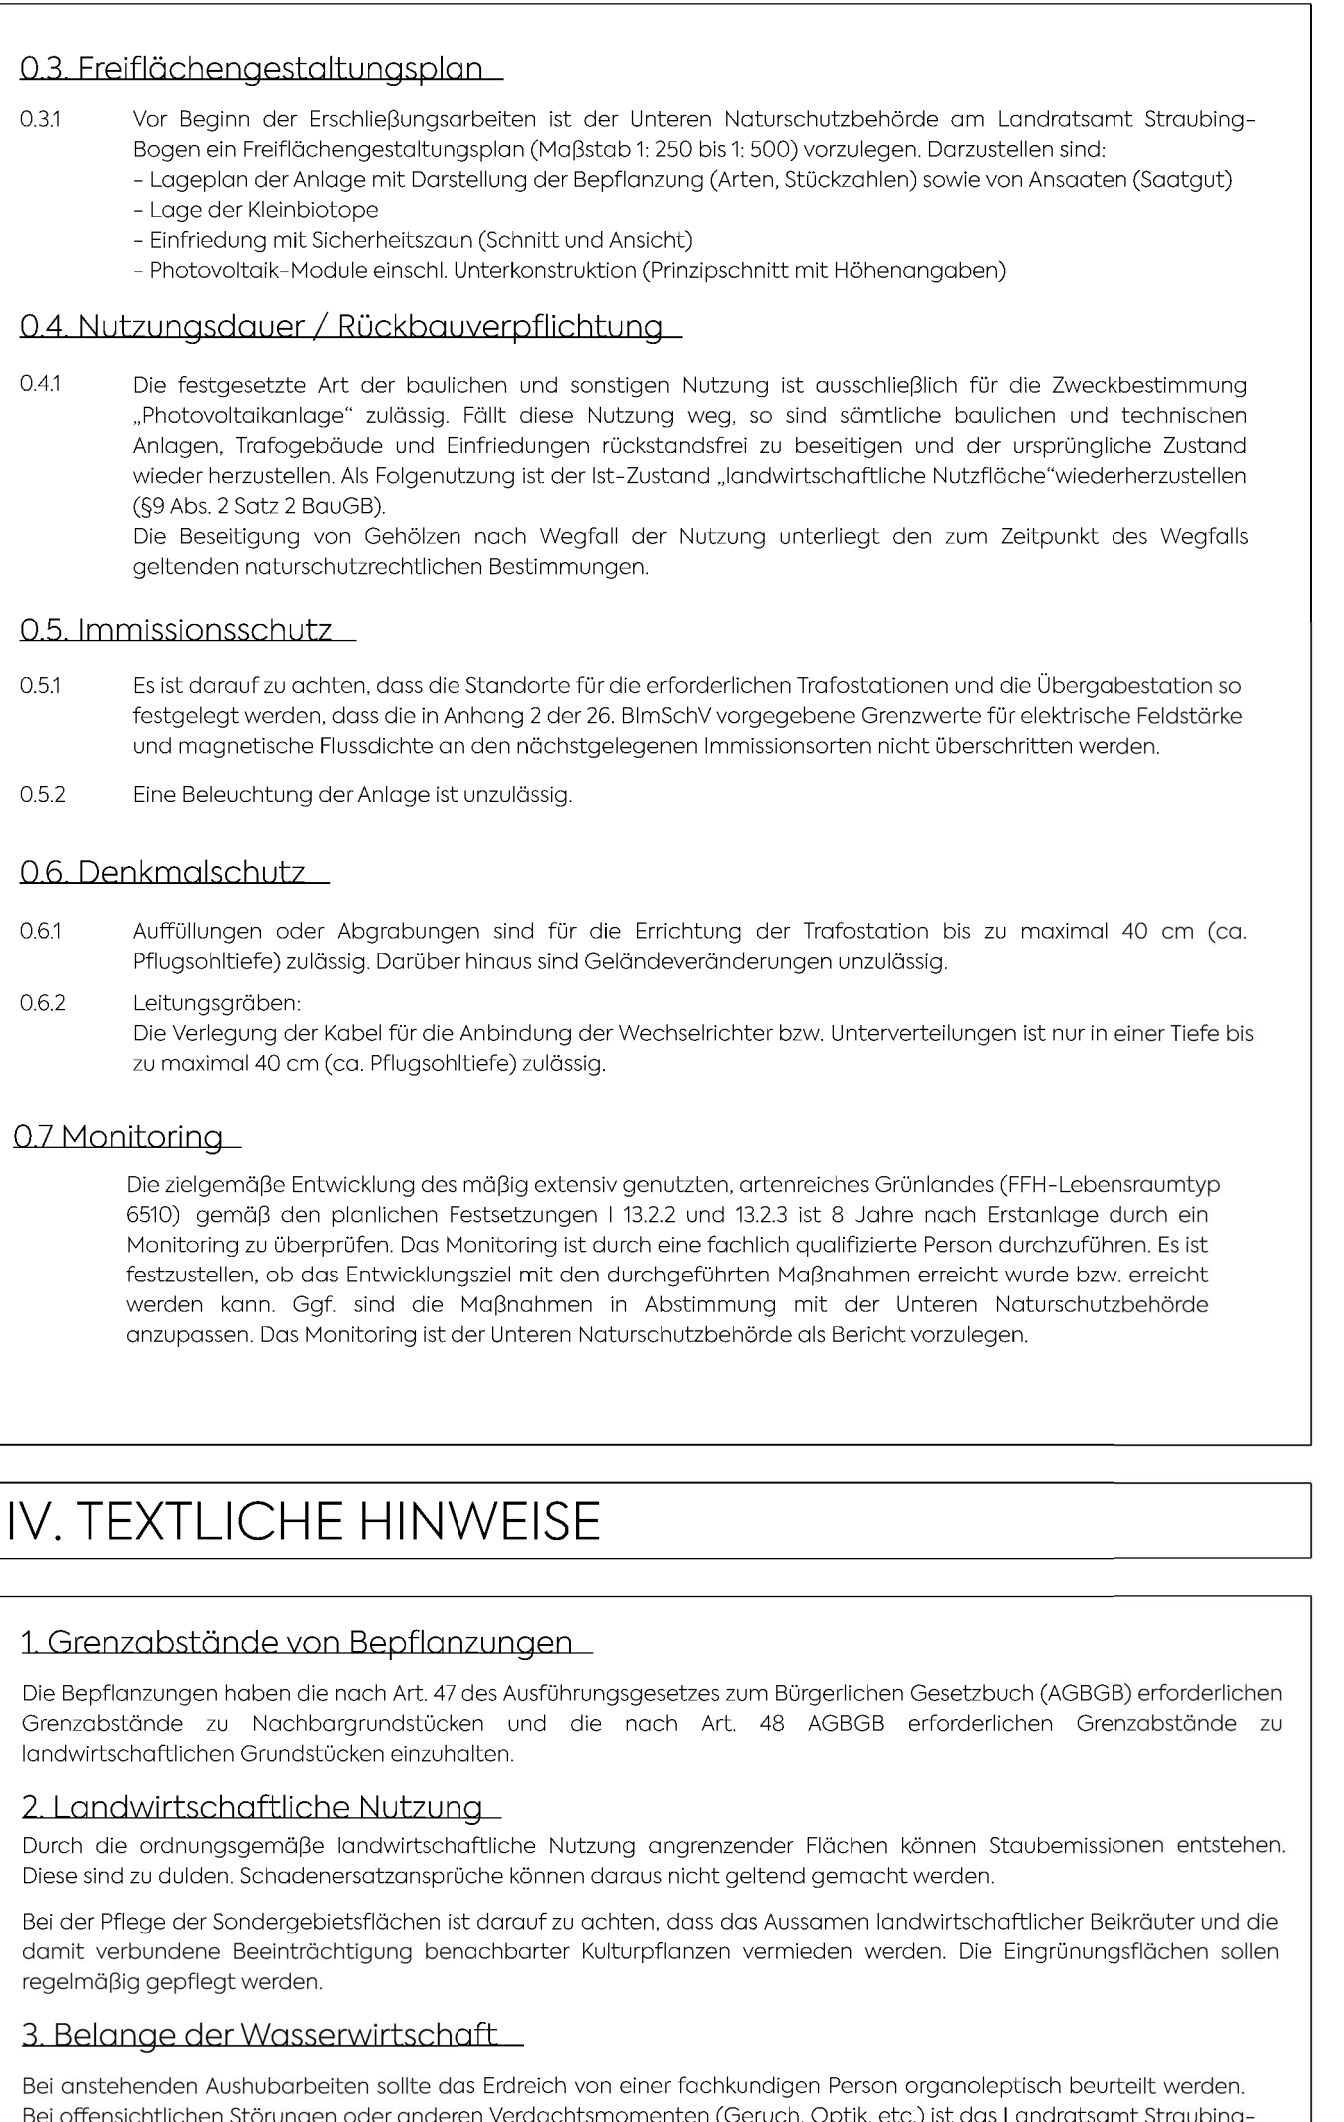 0.3. Freiflächengestaltungsplan
0.3.1 Vor Beginn der Erschließungsarbeiten ist der Unteren Naturschutzbehörde am Landratsamt Straubing-
Bogen ein Freiflächengestaltungsplan (Maßstab 1: 250 bis 1: 500) vorzulegen. Darzustellen sind:
- Lageplan der Anlage mit Darstellung der Bepflanzung (Arten, Stückzahlen) sowie von Ansaaten (Saatgut)
- Lage der Kleinbiotope
- Einfriedung mit Sicherheitszaun (Schnitt und Ansicht)
- Photovoltaik-Module einschl. Unterkonstruktion (Prinzipschnitt mit Höhenangaben)
0.4. Nutzungsdauer / Rückbauverpflichtung
0.4.1 Die festgesetzte Art der baulichen und sonstigen Nutzung ist ausschließlich für die Zweckbestimmung
„Photovoltaikanlage“ zulässig. Fällt diese Nutzung weg, so sind sämtliche baulichen und technischen
Anlagen, Trafogebäude und Einfriedungen rückstandsfrei zu beseitigen und der ursprüngliche Zustand
wieder herzustellen. Als Folgenutzung ist der Ist-Zustand „landwirtschaftliche Nutzfläche“wiederherzustellen
(§9 Abs. 2 Satz 2 BauGB).
Die Beseitigung von Gehölzen nach Wegfall der Nutzung unterliegt den zum Zeitpunkt des Wegfalls
geltenden naturschutzrechtlichen Bestimmungen.
0.5. Immissionsschutz
0.5.1 Es ist darauf zu achten, dass die Standorte für die erforderlichen Trafostationen und die Übergabestation so
festgelegt werden, dass die in Anhang 2 der 26. BImSchV vorgegebene Grenzwerte für elektrische Feldstärke
und magnetische Flussdichte an den nächstgelegenen Immissionsorten nicht überschritten werden.
0.5.2 Eine Beleuchtung der Anlage ist unzulässig.
0.6. Denkmalschutz
0.6.1 Auffüllungen oder Abgrabungen sind für die Errichtung der Trafostation bis zu maximal 40 cm (ca.
Pflugsohltiefe) zulässig. Darüber hinaus sind Geländeveränderungen unzulässig.
0.6.2 Leitungsgräben:
Die Verlegung der Kabel für die Anbindung der Wechselrichter bzw. Unterverteilungen ist nur in einer Tiefe bis
zu maximal 40 cm (ca. Pflugsohltiefe) zulässig.
0.7 Monitoring
Die zielgemäße Entwicklung des mäßig extensiv genutzten, artenreiches Grünlandes (FFH-Lebensraumtyp
6510) gemäß den planlichen Festsetzungen I 13.2.2 und 13.2.3 ist 8 Jahre nach Erstanlage durch ein
Monitoring zu überprüfen. Das Monitoring ist durch eine fachlich qualifizierte Person durchzuführen. Es ist
festzustellen, ob das Entwicklungsziel mit den durchgeführten Maßnahmen erreicht wurde bzw. erreicht
werden kann. Ggf. sind die Maßnahmen in Abstimmung mit der Unteren Naturschutzbehörde
anzupassen. Das Monitoring ist der Unteren Naturschutzbehörde als Bericht vorzulegen.
IV. TEXTLICHE HINWEISE
1. Grenzabstände von Bepflanzungen
Die Bepflanzungen haben die nach Art. 47 des Ausführungsgesetzes zum Bürgerlichen Gesetzbuch (AGBGB) erforderlichen
Grenzabstände zu Nachbargrundstücken und die nach Art. 48 AGBGB erforderlichen Grenzabstände zu
landwirtschaftlichen Grundstücken einzuhalten.
2. Landwirtschaftliche Nutzung
Durch die ordnungsgemäße landwirtschaftliche Nutzung angrenzender Flächen können Staubemissionen entstehen.
Diese sind zu dulden. Schadenersatzansprüche können daraus nicht geltend gemacht werden.
Bei der Pflege der Sondergebietsflächen ist darauf zu achten, dass das Aussamen landwirtschaftlicher Beikräuter und die
damit verbundene Beeinträchtigung benachbarter Kulturpflanzen vermieden werden. Die Eingrünungsflächen sollen
regelmäßig gepflegt werden.
3. Belange der Wasserwirtschaft
Bei anstehenden Aushubarbeiten sollte das Erdreich von einer fachkundigen Person organoleptisch beurteilt werden.
Bei offensichtlichen Störungen oder anderen Verdachtsmomenten (Geruch, Optik, etc.) ist das Landratsamt Straubing-